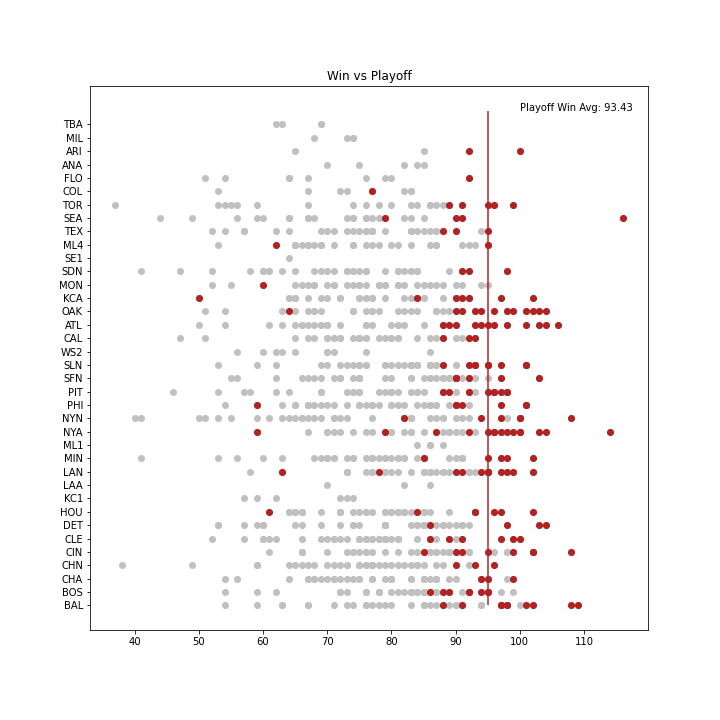 Win vs Playoff
Playoff Win Avg: 93.43
TBA
MIL
ARI
ANA
FLO
COL
TOR
SEA
TEX
ML4
SE1
SDN
MON
KCA
OAK
ATL
CAL
WS2
SLN
SFN
PIT
PHI
NYN
NYA
ML1
MIN
LAN
LAA
KC1
HOU
DET
CLE
CIN
CHN
CHA
BOS
BAL
40 50 60 70 80 90 100 110